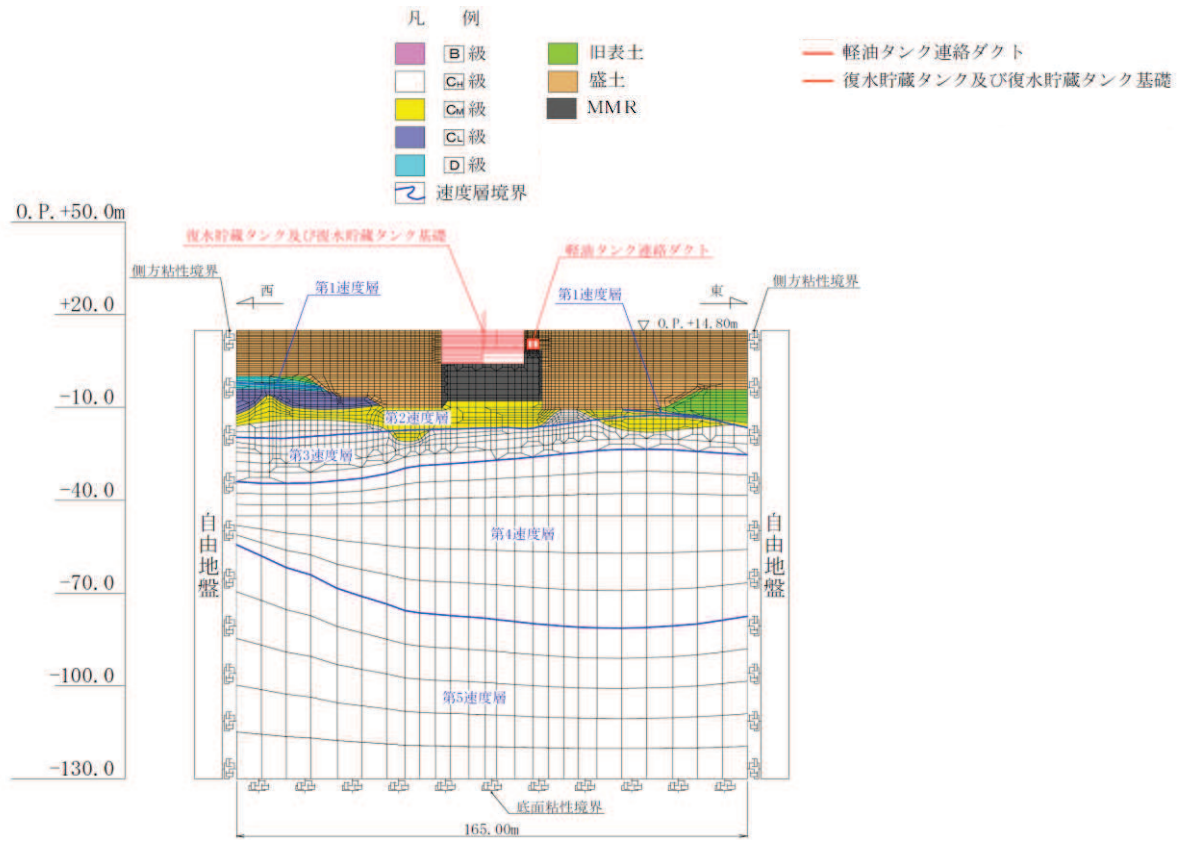 凡 例
B 級
CH 級
CM 級
CL 級
D 級
速度層境界
旧表土
盛土
MMR
軽油タンク連絡ダクト
復水貯蔵タンク及び復水貯蔵タンク基礎
O.P.+50.0m
+20.0
-10.0
-40.0
-70.0
-100.0
-130.0
復水貯蔵タンク及び復水貯蔵タンク基礎
軽油タンク連絡ダクト
側方粘性境界
側方粘性境界
西
第1速度層
第1速度層
東
O.P.+14.80m
第2速度層
第3速度層
第4速度層
第5速度層
自由地盤
自由地盤
底面粘性境界
165.00m